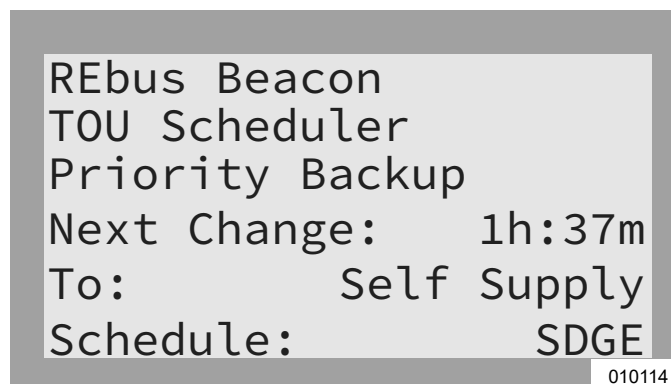 REbus Beacon
TOU Scheduler
Priority Backup
Next Change: 1h:37m
To: Self Supply
Schedule: SDGE
010114